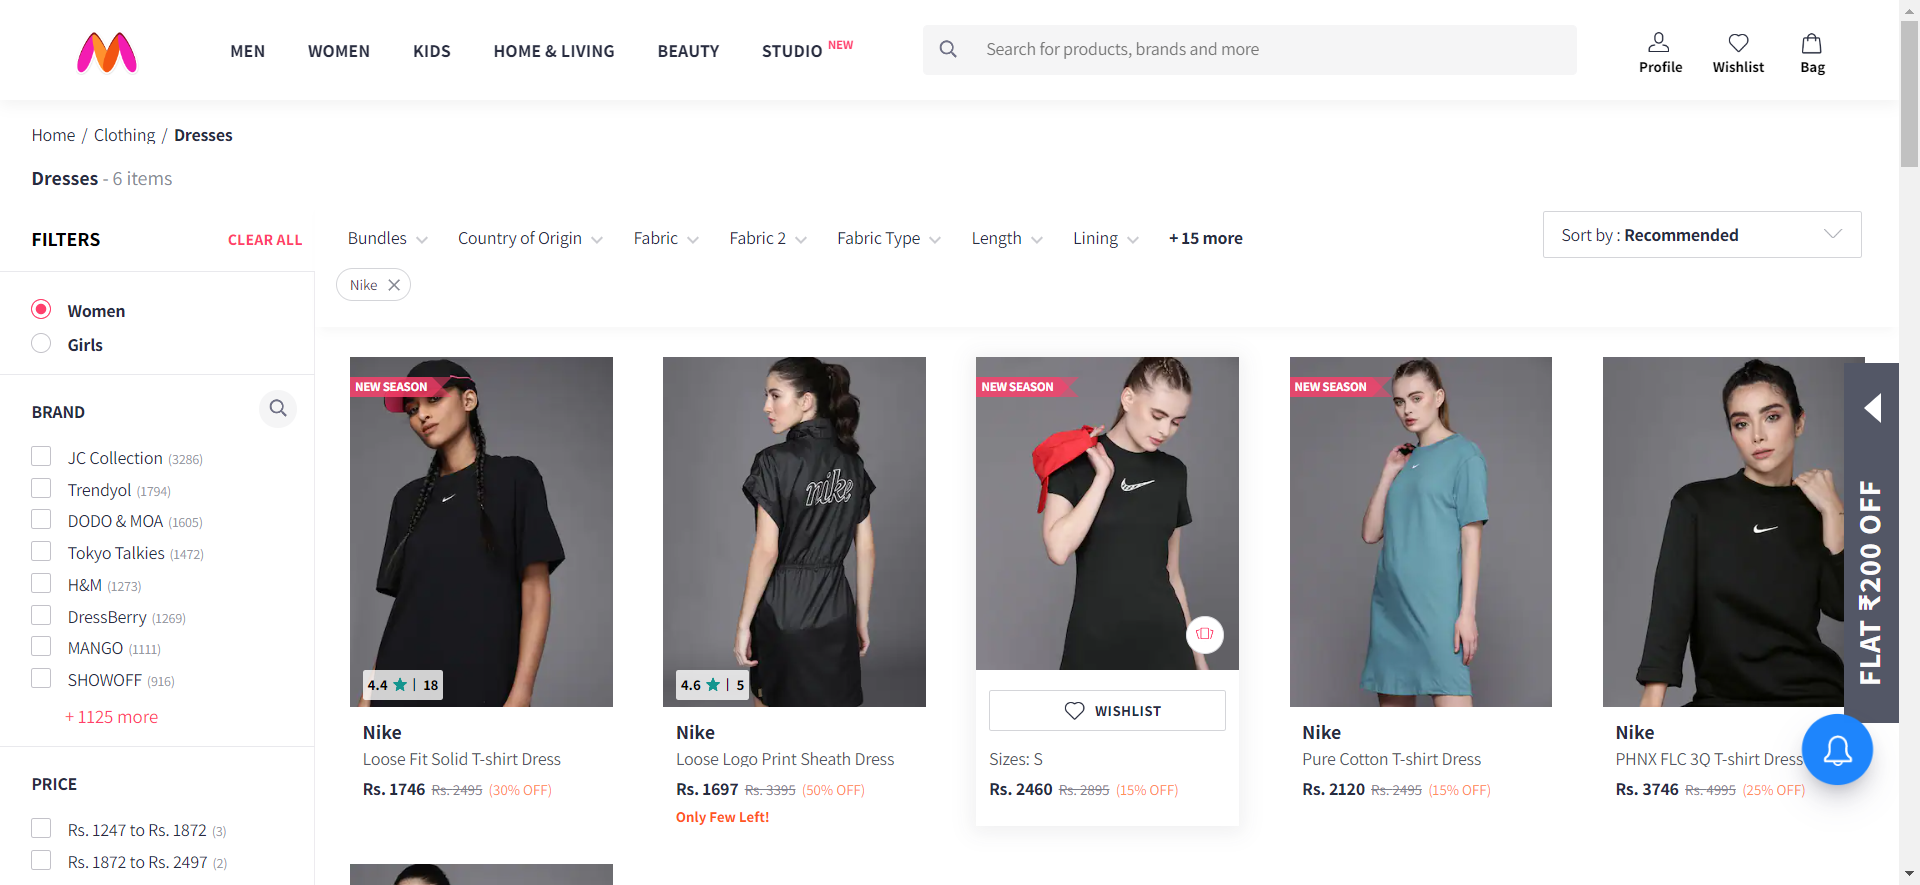 MEN WOMEN KIDS HOME & LIVING BEAUTY STUDIO NEW
Search for products, brands and more
Profile Wishlist Bag
Home / Clothing / Dresses
Dresses - 6 items
FILTERS CLEAR ALL
Bundles Country of Origin Fabric Fabric 2 Fabric Type Length Lining + 15 more
Sort by : Recommended
Nike
Women
Girls
BRAND
JC Collection (3286)
Trendyol (1794)
DODO & MOA (1605)
Tokyo Talkies (1472)
H&M (1273)
DressBerry (1269)
MANGO (1111)
SHOWOFF (916)
+ 1125 more
PRICE
Rs. 1247 to Rs. 1872 (3)
Rs. 1872 to Rs. 2497 (2)
NEW SEASON
4.4 | 18
Nike
Loose Fit Solid T-shirt Dress
Rs. 1746 Rs. 2495 (30% OFF)
nike
4.6 | 5
Nike
Loose Logo Print Sheath Dress
Rs. 1697 Rs. 3395 (50% OFF)
Only Few Left!
NEW SEASON
WISHLIST
Sizes: S
Rs. 2460 Rs. 2895 (15% OFF)
NEW SEASON
Nike
Pure Cotton T-shirt Dress
Rs. 2120 Rs. 2495 (15% OFF)
Nike
PHNX FLC 3Q T-shirt Dress
Rs. 3746 Rs. 4995 (25% OFF)
FLAT ₹200 OFF